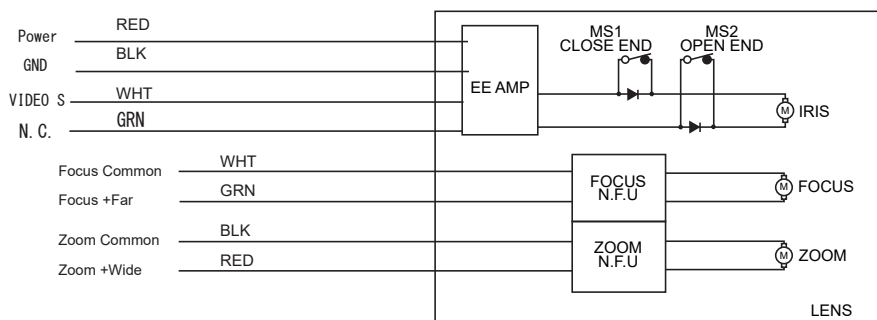 Power
RED
GND
BLK
VIDEO S
WHT
N. C.
GRN
EE AMP
MS1
CLOSE END
MS2
OPEN END
M
IRIS
Focus Common
WHT
Focus +Far
GRN
FOCUS
N.F.U
M
FOCUS
Zoom Common
BLK
Zoom +Wide
RED
ZOOM
N.F.U
M
ZOOM
LENS